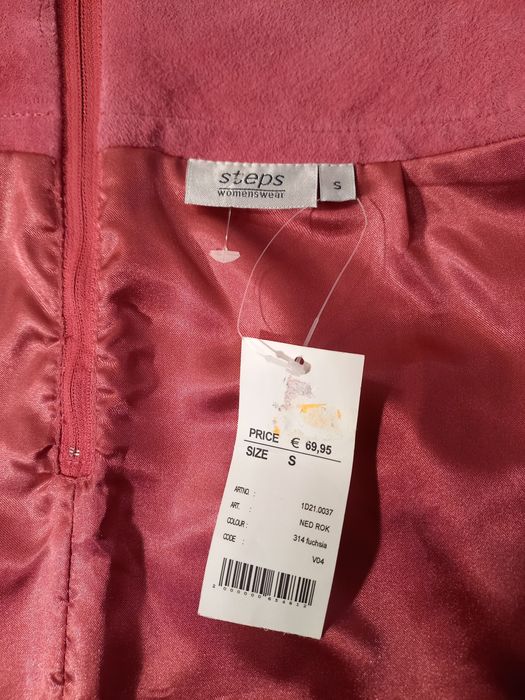 steps
womenswear
S
PRICE € 69,95
SIZE S
ARTNO. : 1D21.0037
ART. : NED ROK
COLOUR : 314 fuchsia
CODE : V04